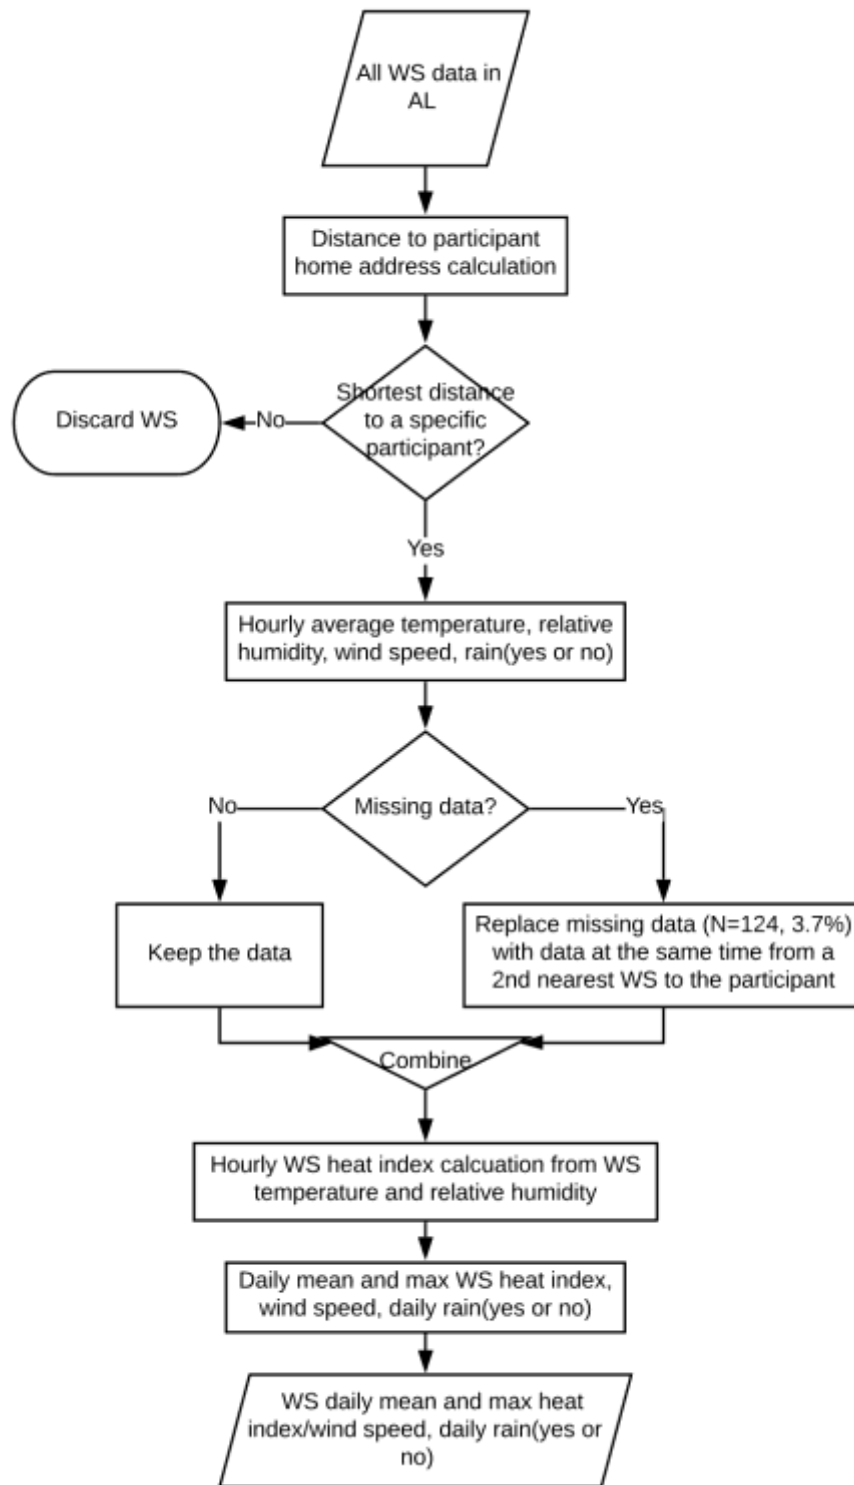 All WS data in
AL
Distance to participant
home address calculation
Shortest distance
to a specific
participant?
No
Discard WS
Yes
Hourly average temperature, relative
humidity, wind speed, rain(yes or no)
Missing data?
No
Yes
Keep the data
Replace missing data (N=124, 3.7%)
with data at the same time from a
2nd nearest WS to the participant
Combine
Hourly WS heat index calcuation from WS
temperature and relative humidity
Daily mean and max WS heat index,
wind speed, daily rain(yes or no)
WS daily mean and max heat
index/wind speed, daily rain(yes or
no)